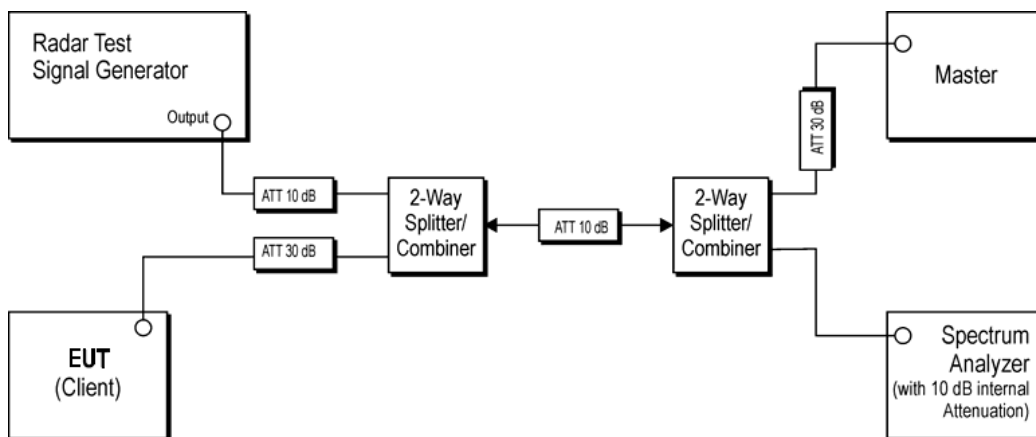 Radar Test
Signal Generator
Output
ATT 10 dB
2-Way
Splitter/
Combiner
ATT 30 dB
EUT
(Client)
ATT 10 dB
2-Way
Splitter/
Combiner
ATT 30 dB
Master
Spectrum
Analyzer
(with 10 dB internal
Attenuation)